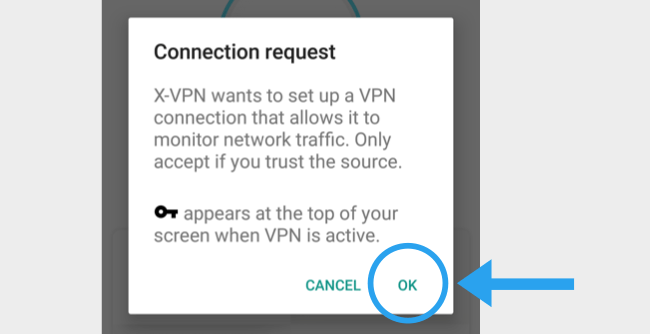 Connection request
X-VPN wants to set up a VPN
connection that allows it to
monitor network traffic. Only
accept if you trust the source.
appears at the top of your
screen when VPN is active.
CANCEL OK